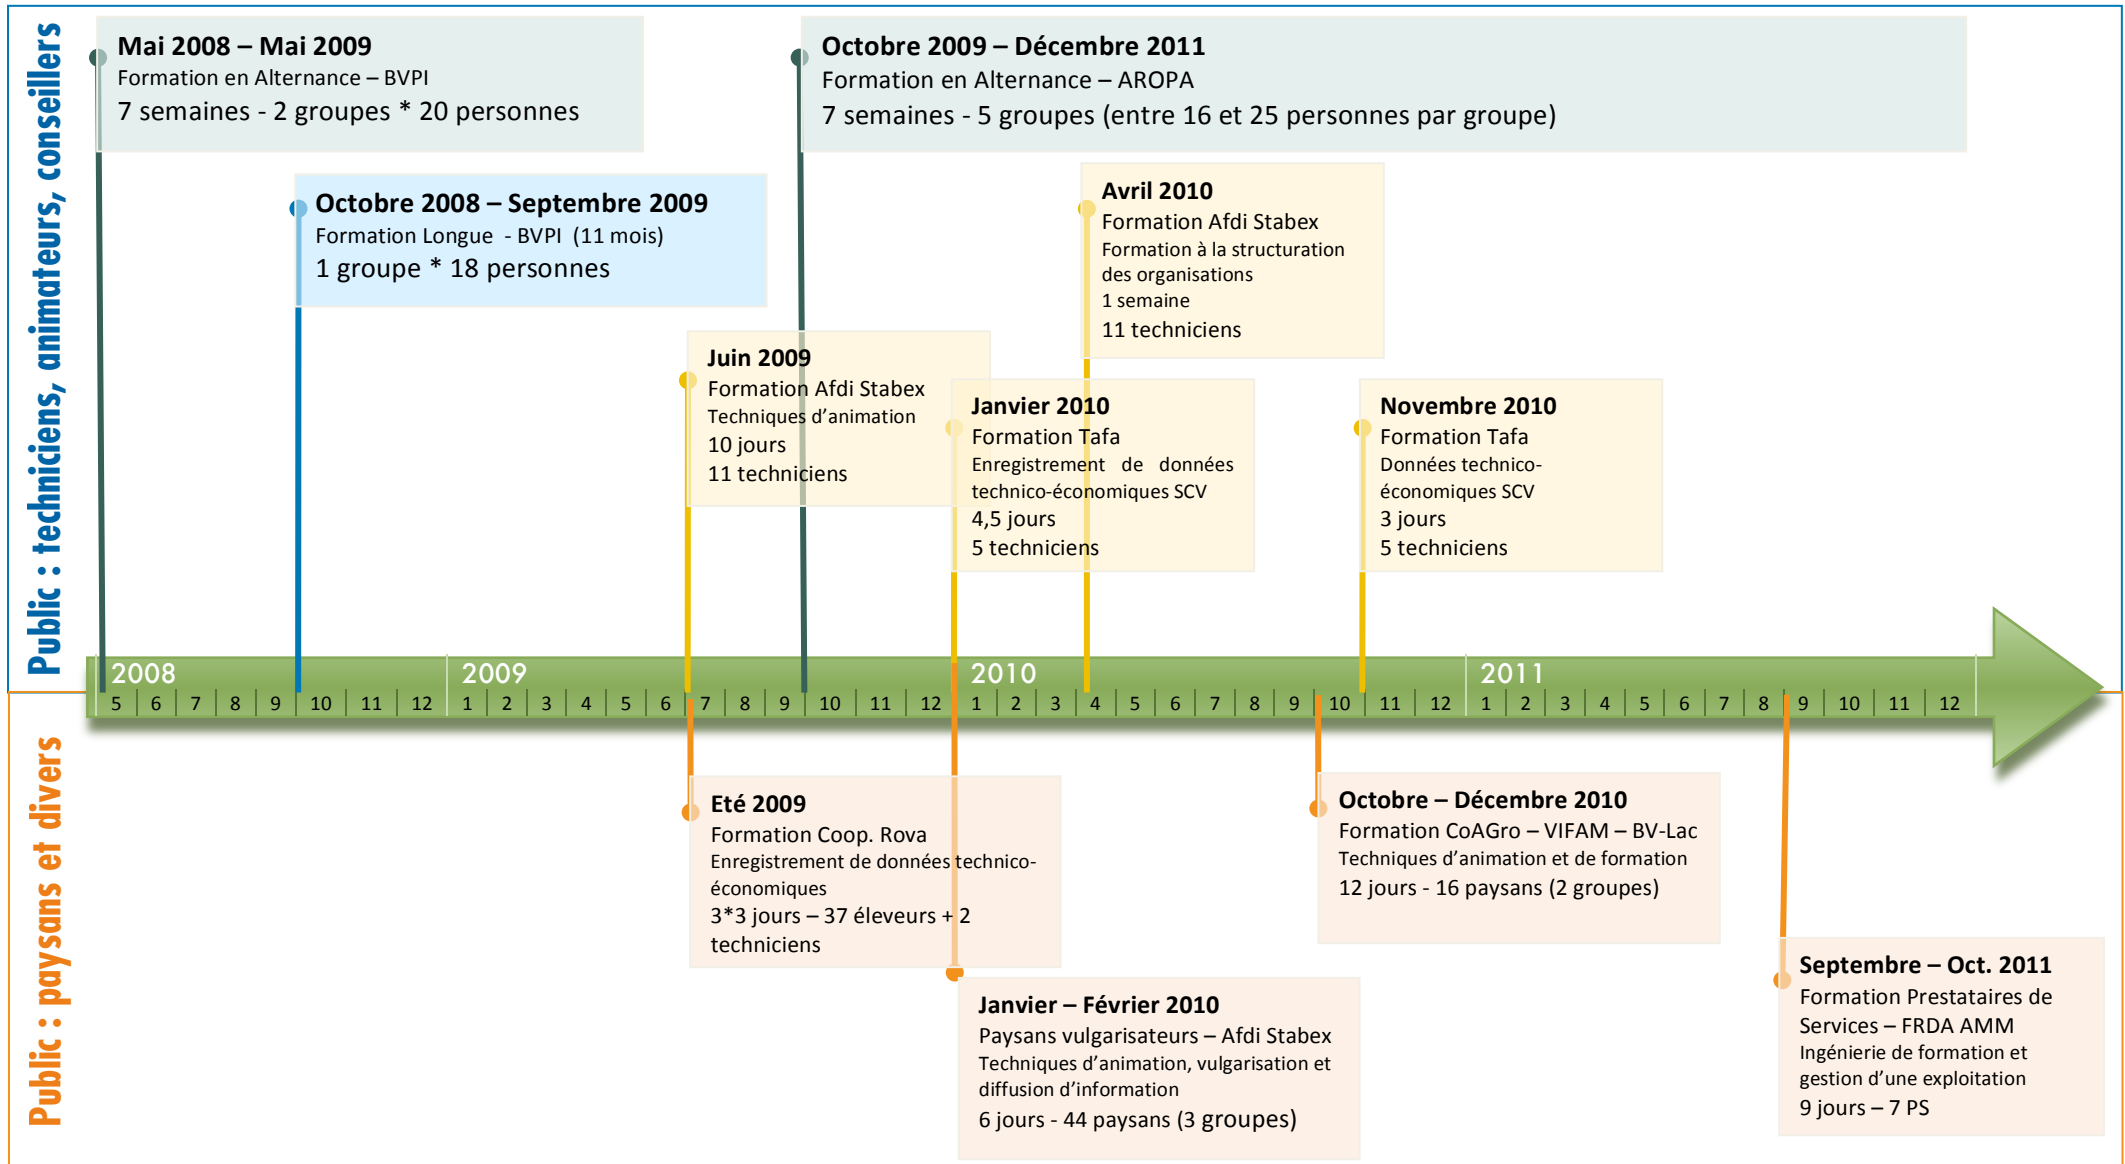 Public : techniciens, animateurs, conseillers
Mai 2008 – Mai 2009
Formation en Alternance – BVPI
7 semaines - 2 groupes * 20 personnes
Octobre 2009 – Décembre 2011
Formation en Alternance – AROPA
7 semaines - 5 groupes (entre 16 et 25 personnes par groupe)
Octobre 2008 – Septembre 2009
Formation Longue - BVPI (11 mois)
1 groupe * 18 personnes
Avril 2010
Formation Afdi Stabex
Formation à la structuration
des organisations
1 semaine
11 techniciens
Juin 2009
Formation Afdi Stabex
Techniques d'animation
10 jours
11 techniciens
Janvier 2010
Formation Tafa
Enregistrement de données
technico-économiques SCV
4,5 jours
5 techniciens
Novembre 2010
Formation Tafa
Données technico-
économiques SCV
3 jours
5 techniciens
2008 2009 2010 2011
5 6 7 8 9 10 11 12 1 2 3 4 5 6 7 8 9 10 11 12 1 2 3 4 5 6 7 8 9 10 11 12 1 2 3 4 5 6 7 8 9 10 11 12
Public : paysans et divers
Eté 2009
Formation Coop. Rova
Enregistrement de données technico-
économiques
3*3 jours – 37 éleveurs + 2
techniciens
Janvier – Février 2010
Paysans vulgarisateurs – Afdi Stabex
Techniques d'animation, vulgarisation et
diffusion d'information
6 jours - 44 paysans (3 groupes)
Octobre – Décembre 2010
Formation CoAGro – VIFAM – BV-Lac
Techniques d'animation et de formation
12 jours - 16 paysans (2 groupes)
Septembre – Oct. 2011
Formation Prestataires de
Services – FRDA AMM
Ingénierie de formation et
gestion d'une exploitation
9 jours – 7 PS